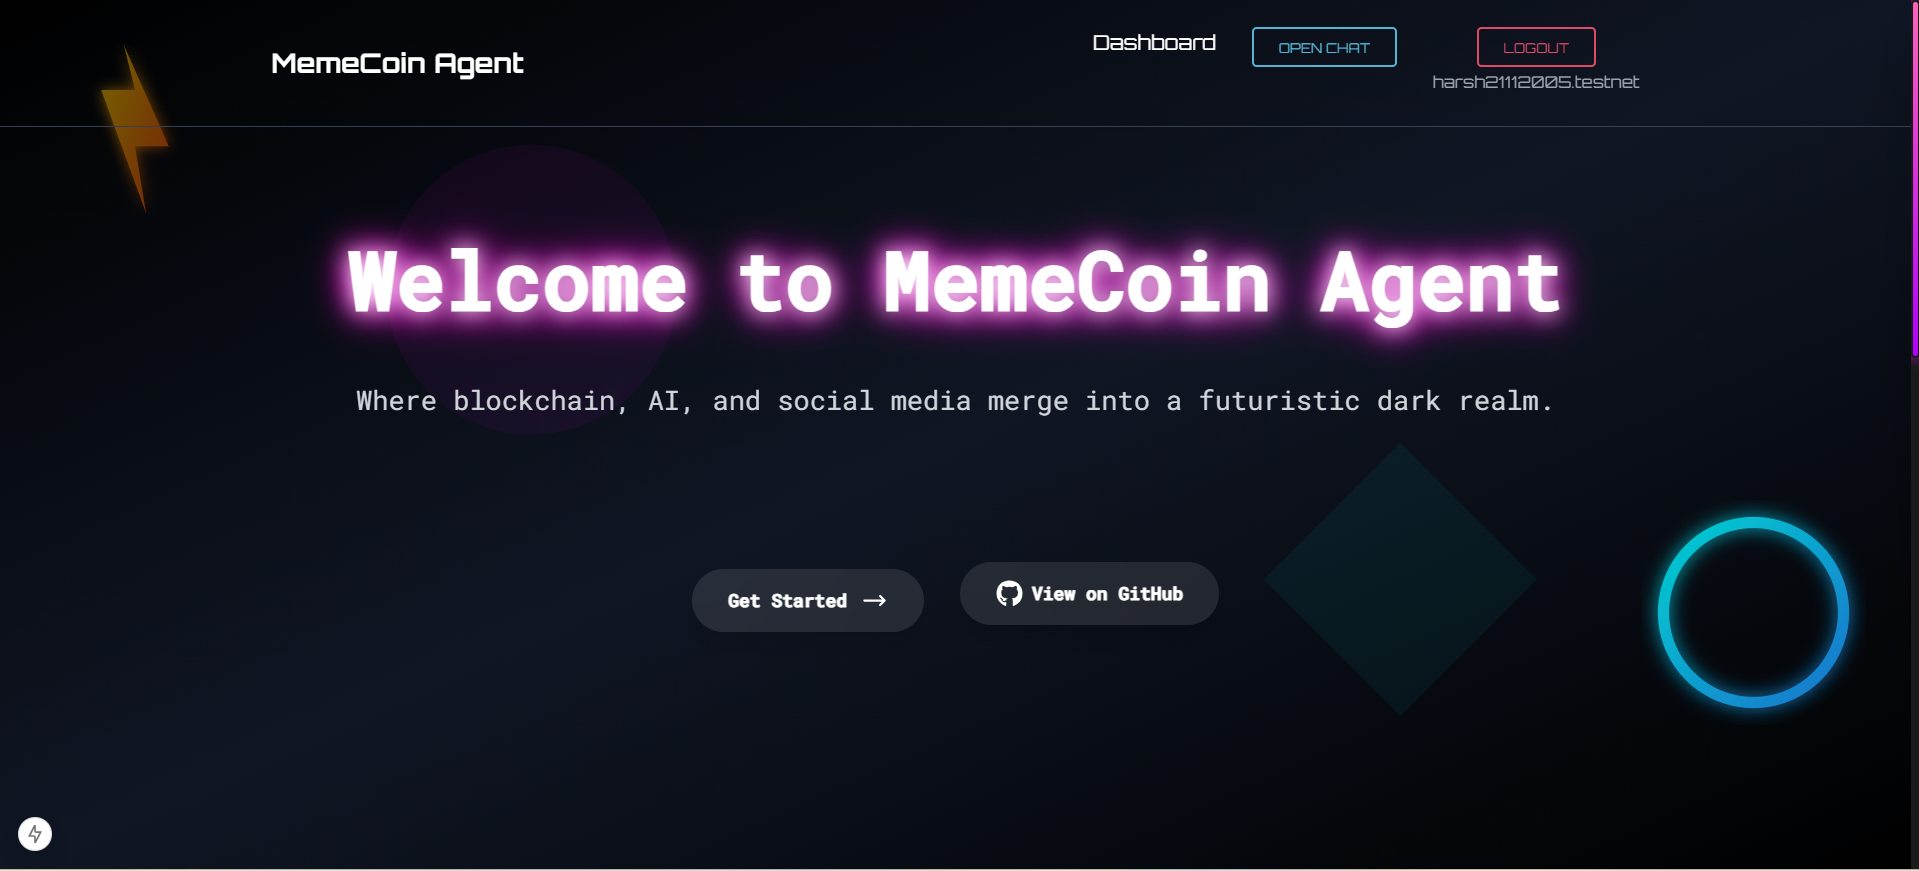 MemeCoin Agent
Dashboard
OPEN CHAT
LOGOUT
harsh21112005.testnet
Welcome to MemeCoin Agent
Where blockchain, AI, and social media merge into a futuristic dark realm.
Get Started
View on GitHub